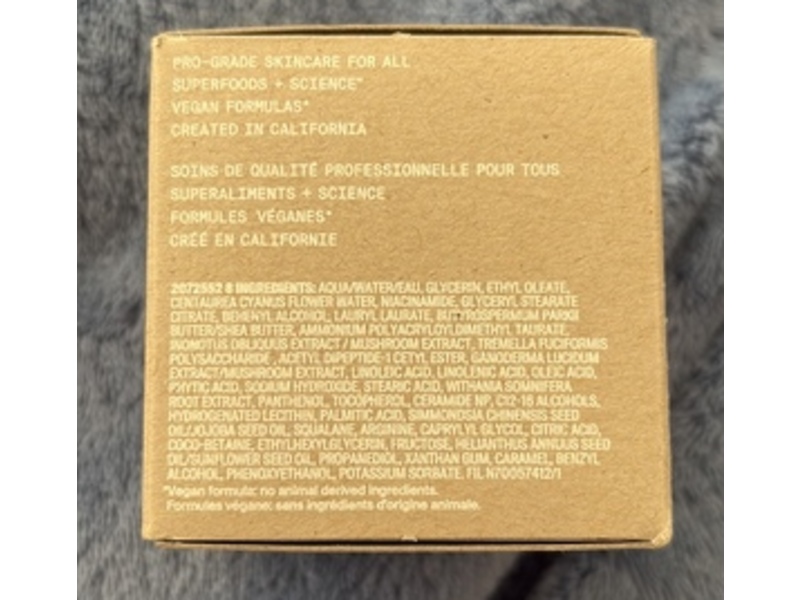 PRO-GRADE SKINCARE FOR ALL
SUPERFOODS + SCIENCE*
VEGAN FORMULAS*
CREATED IN CALIFORNIA
SOINS DE QUALITÉ PROFESSIONNELLE POUR TOUS
SUPERALIMENTS + SCIENCE
FORMULES VÉGANES*
CRÉÉ EN CALIFORNIE
2072552 8 INGREDIENTS: AQUA/WATER/EAU, GLYCERIN, ETHYL OLEATE,
CENTAUREA CYANUS FLOWER WATER, NIACINAMIDE, GLYCERYL STEARATE
CITRATE, BEHENYL ALCOHOL, LAURYL LAURATE, BUTYROSPERMUM PARKII
BUTTER/SHEA BUTTER, AMMONIUM POLYACRYLOYLDIMETHYL TAURATE,
INONOTUS OBLIQUUS EXTRACT / MUSHROOM EXTRACT, TREMELLA FUCIFORMIS
POLYSACCHARIDE, ACETYL DIPEPTIDE-1 CETYL ESTER, GANODERMA LUCIDUM
EXTRACT/MUSHROOM EXTRACT, LINOLEIC ACID, LINOLENIC ACID, OLEIC ACID,
PHYTIC ACID, SODIUM HYDROXIDE, STEARIC ACID, WITHANIA SOMNIFERA
ROOT EXTRACT, PANTHENOL, TOCOPHEROL, CERAMIDE NP, C12-16 ALCOHOLS,
HYDROGENATED LECITHIN, PALMITIC ACID, SIMMONDSIA CHINENSIS SEED
OIL/JOJOBA SEED OIL, SQUALANE, ARGININE, CAPRYLYL GLYCOL, CITRIC ACID,
COCO-BETAINE, ETHYLHEXYLGLYCERIN, FRUCTOSE, HELIANTHUS ANNUUS SEED
OIL/SUNFLOWER SEED OIL, PROPANEDIOL, XANTHAN GUM, CARAMEL, BENZYL
ALCOHOL, PHENOXYETHANOL, POTASSIUM SORBATE. FIL N70057412/1
*Vegan formula: no animal derived ingredients.
Formules végane: sans ingrédients d'origine animale.